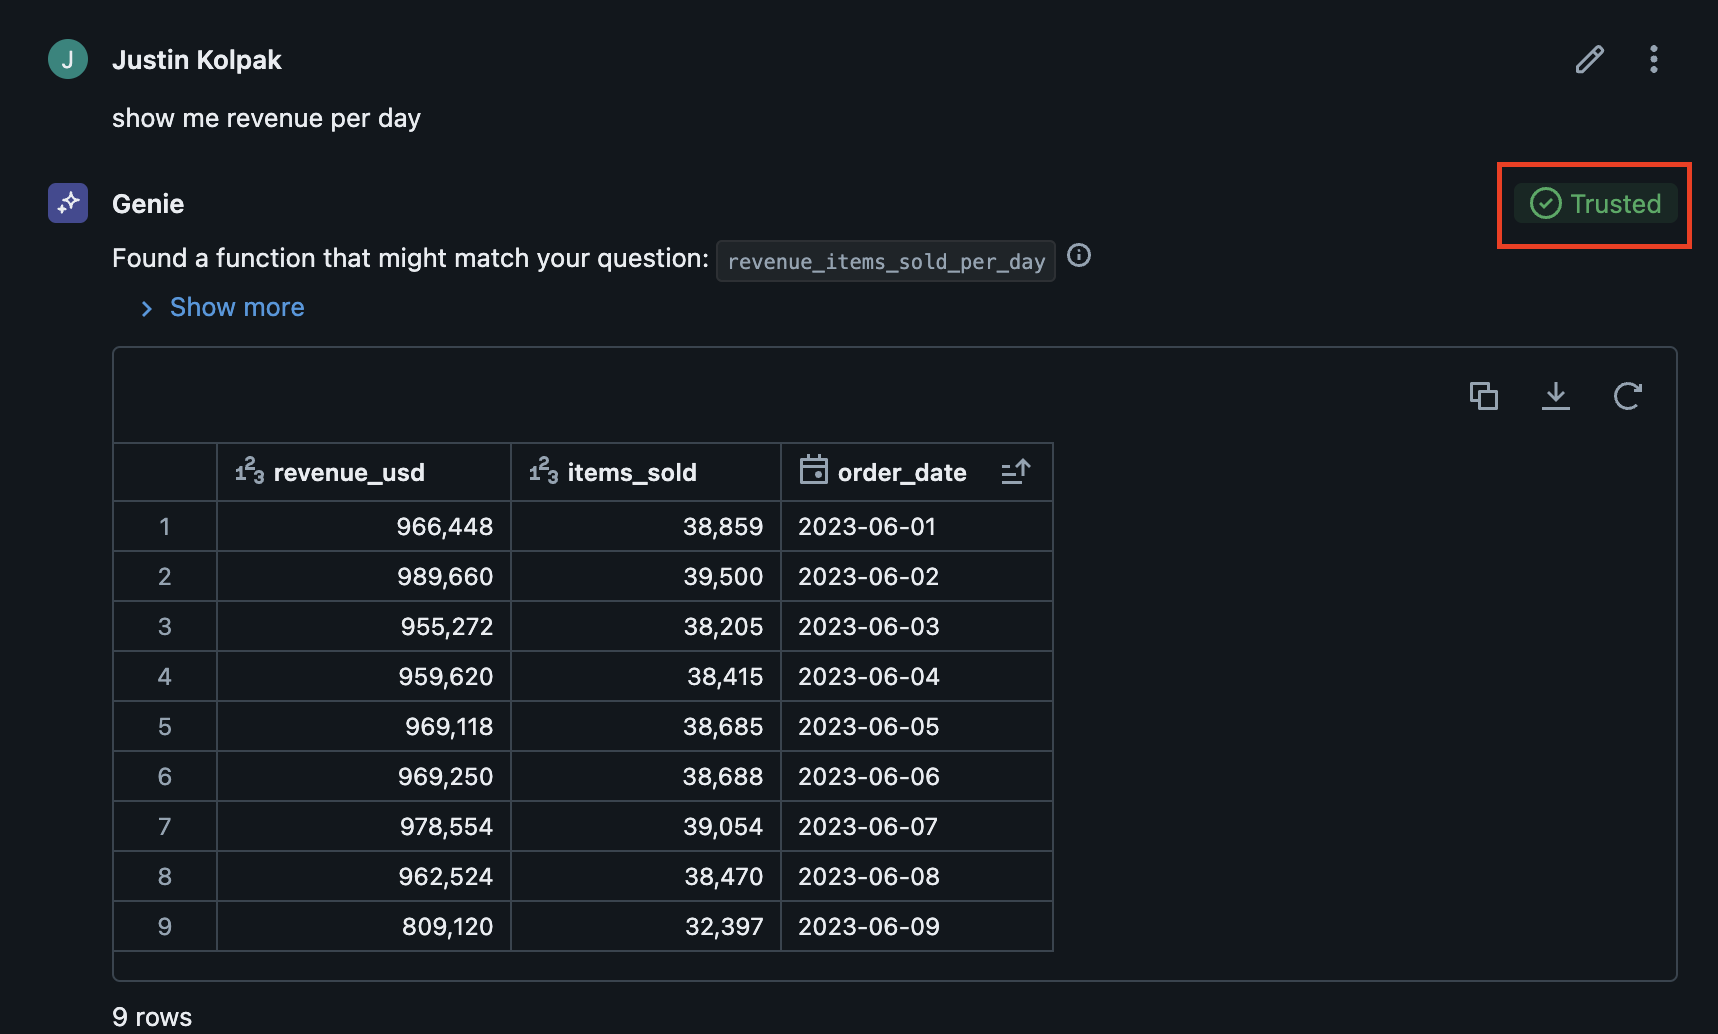 J Justin Kolpak
show me revenue per day
Genie
Trusted
Found a function that might match your question: revenue_items_sold_per_day
Show more
revenue_usd items_sold order_date
1 966,448 38,859 2023-06-01
2 989,660 39,500 2023-06-02
3 955,272 38,205 2023-06-03
4 959,620 38,415 2023-06-04
5 969,118 38,685 2023-06-05
6 969,250 38,688 2023-06-06
7 978,554 39,054 2023-06-07
8 962,524 38,470 2023-06-08
9 809,120 32,397 2023-06-09
9 rows